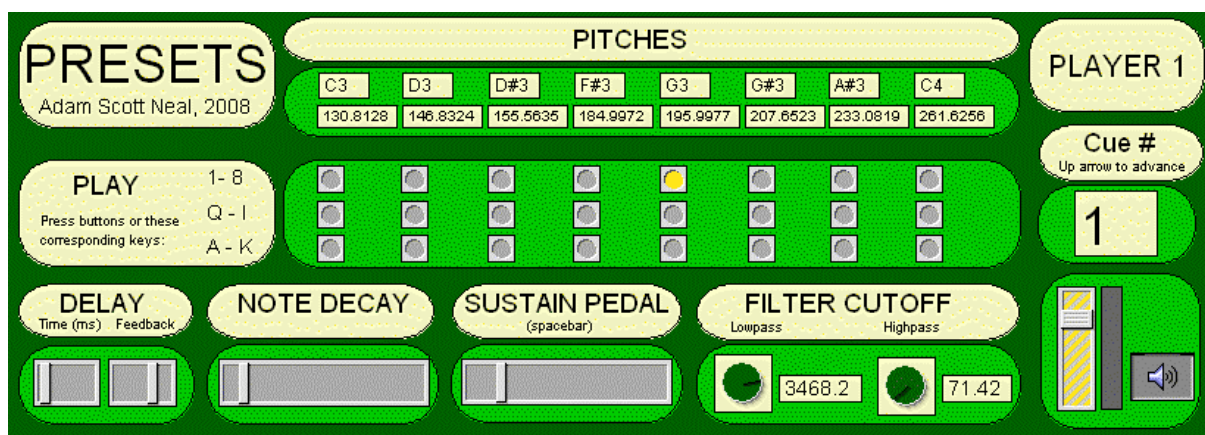 PRESETS
Adam Scott Neal, 2008
PITCHES
C3 D3 D#3 F#3 G3 G#3 A#3 C4
130.8128 146.8324 155.5635 184.9972 195.9977 207.6523 233.0819 261.6256
PLAYER 1
Cue #
Up arrow to advance
1
PLAY
Press buttons or these
corresponding keys:
1- 8
Q - I
A - K
DELAY
Time (ms) Feedback
NOTE DECAY
SUSTAIN PEDAL
(spacebar)
FILTER CUTOFF
Lowpass Highpass
3468.2 71.42